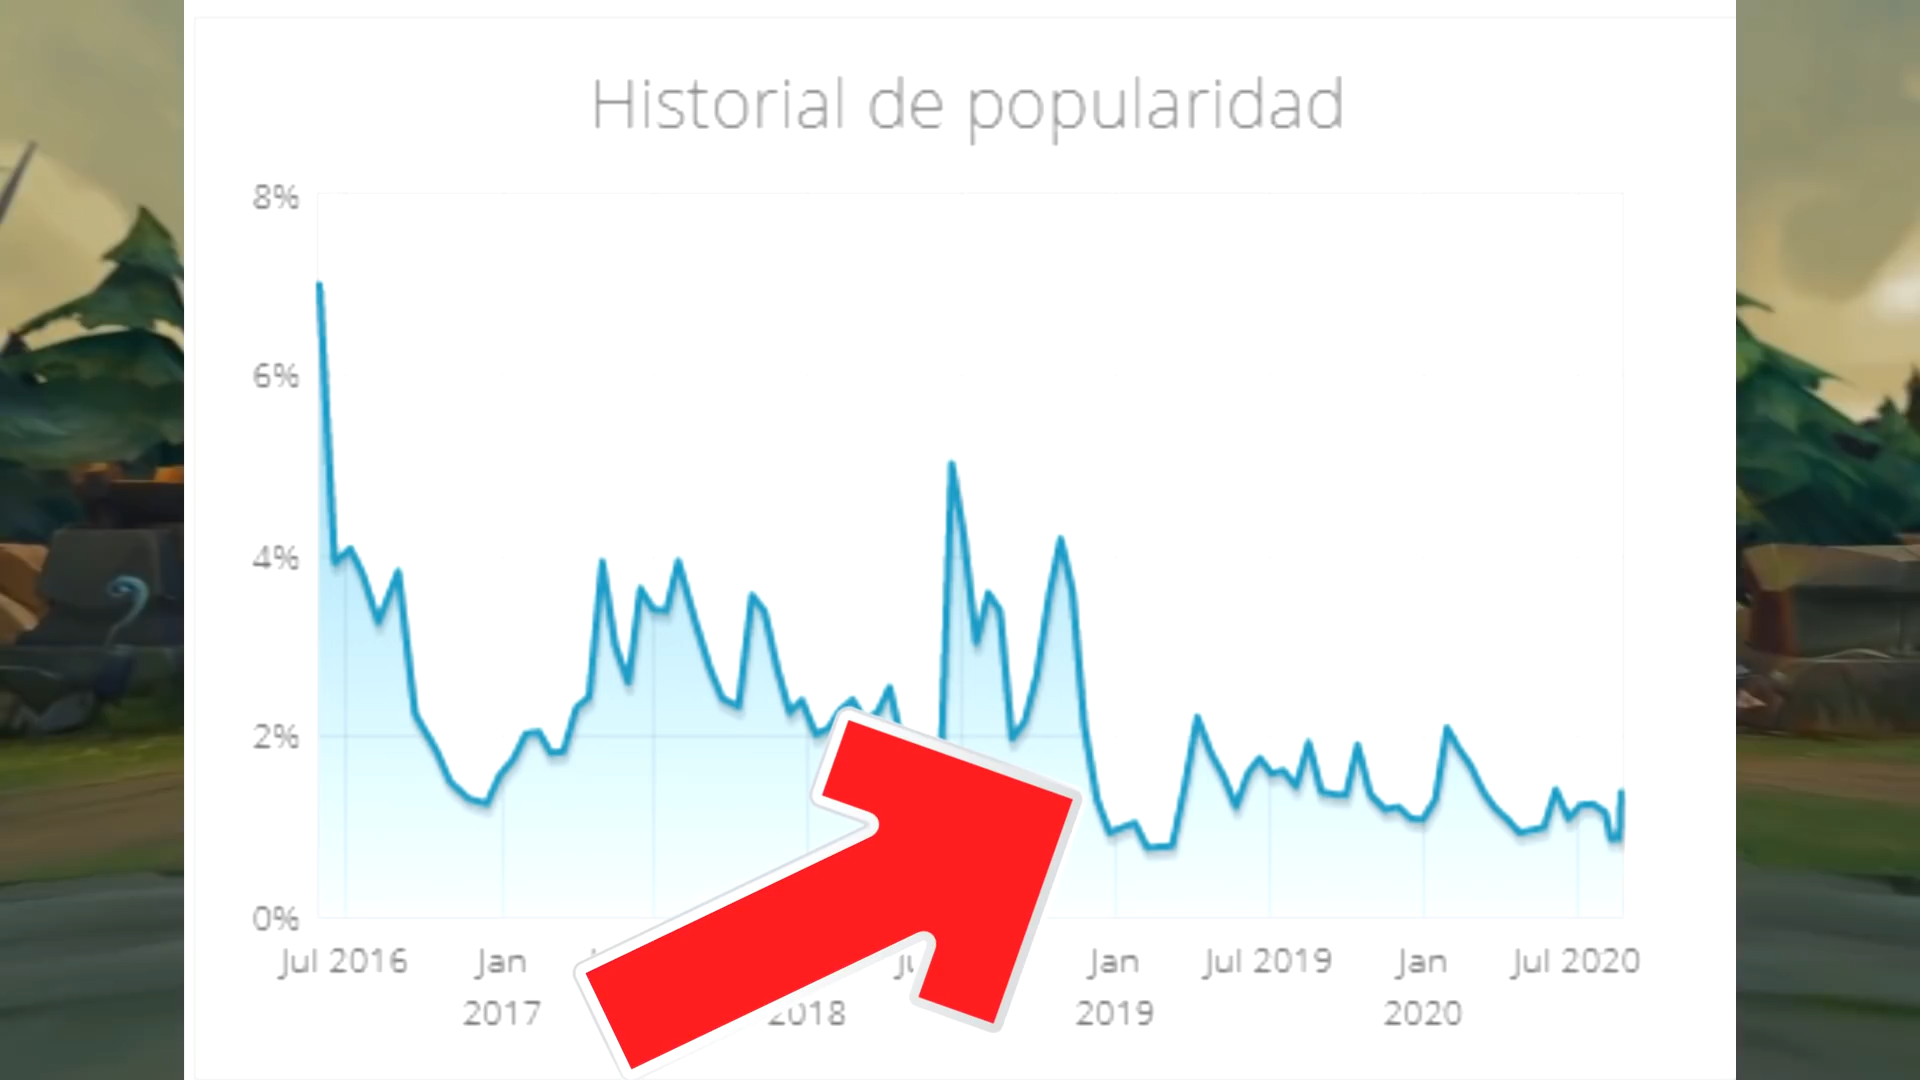 Historial de popularidad
8%
6%
4%
2%
0%
Jul 2016
Jan 2017
2018
Jan 2019
Jul 2019
Jan 2020
Jul 2020